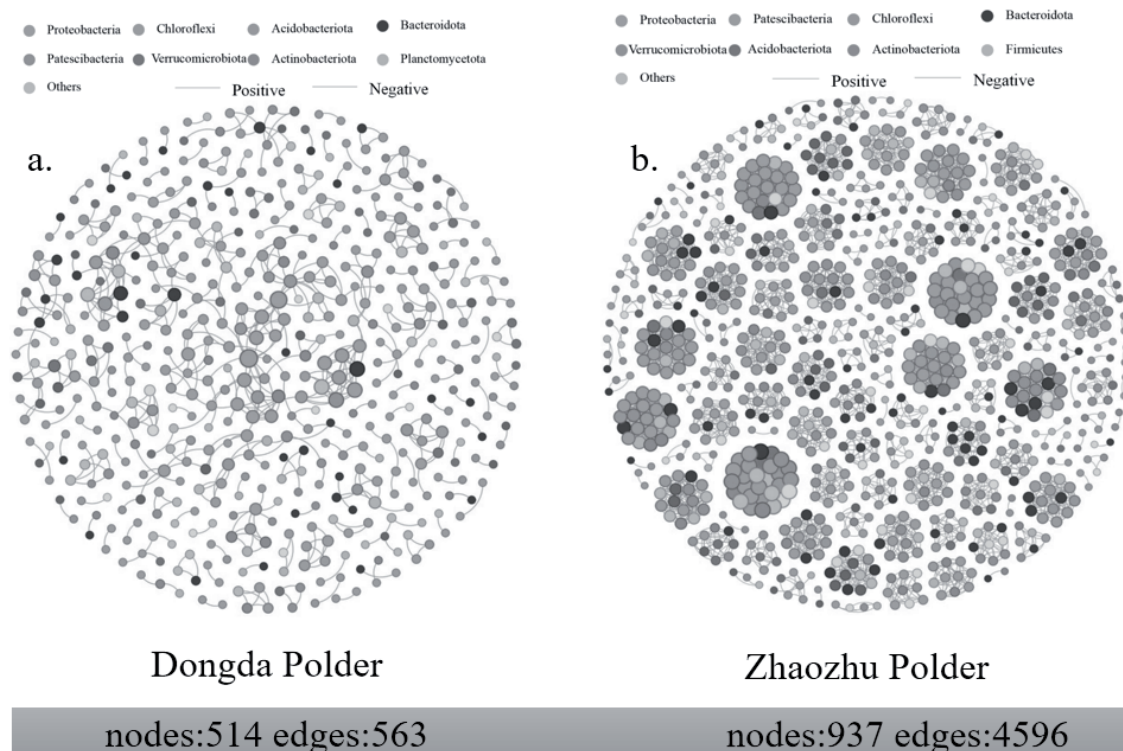 Proteobacteria Chloroflexi Acidobacteriota Bacteroidota
Patescibacteria Verrucomicrobiota Actinobacteriota Planctomycetota
Others Positive Negative
a.
Dongda Polder
nodes:514 edges:563
Proteobacteria Patescibacteria Chloroflexi Bacteroidota
Verrucomicrobiota Acidobacteriota Actinobacteriota Firmicutes
Others Positive Negative
b.
Zhaozhu Polder
nodes:937 edges:4596